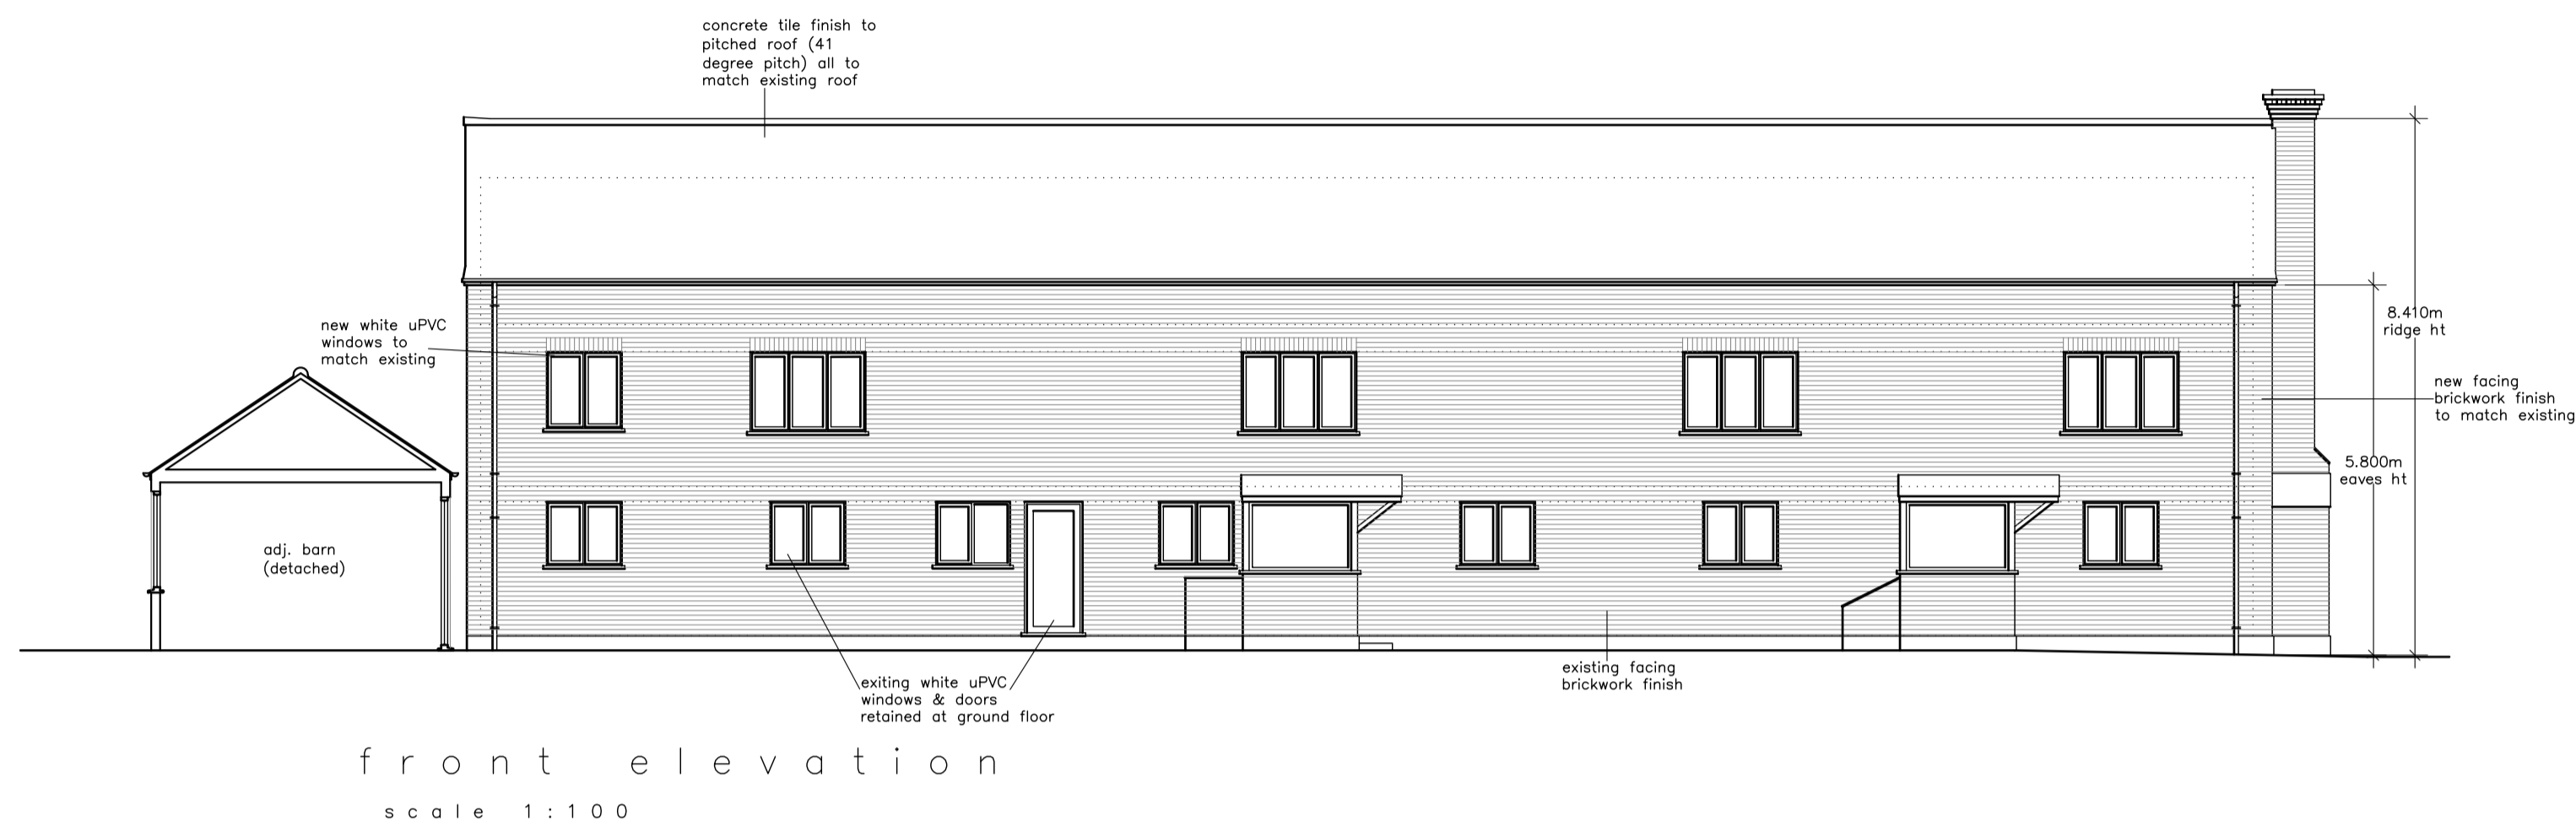 concrete tile finish to
pitched roof (41
degree pitch) all to
match existing roof
new white uPVC
windows to
match existing
8.410m
ridge ht
new facing
brickwork finish
to match existing
5.800m
eaves ht
adj. barn
(detached)
existing facing
brickwork finish
exiting white uPVC
windows & doors
retained at ground floor
front elevation
scale 1:100